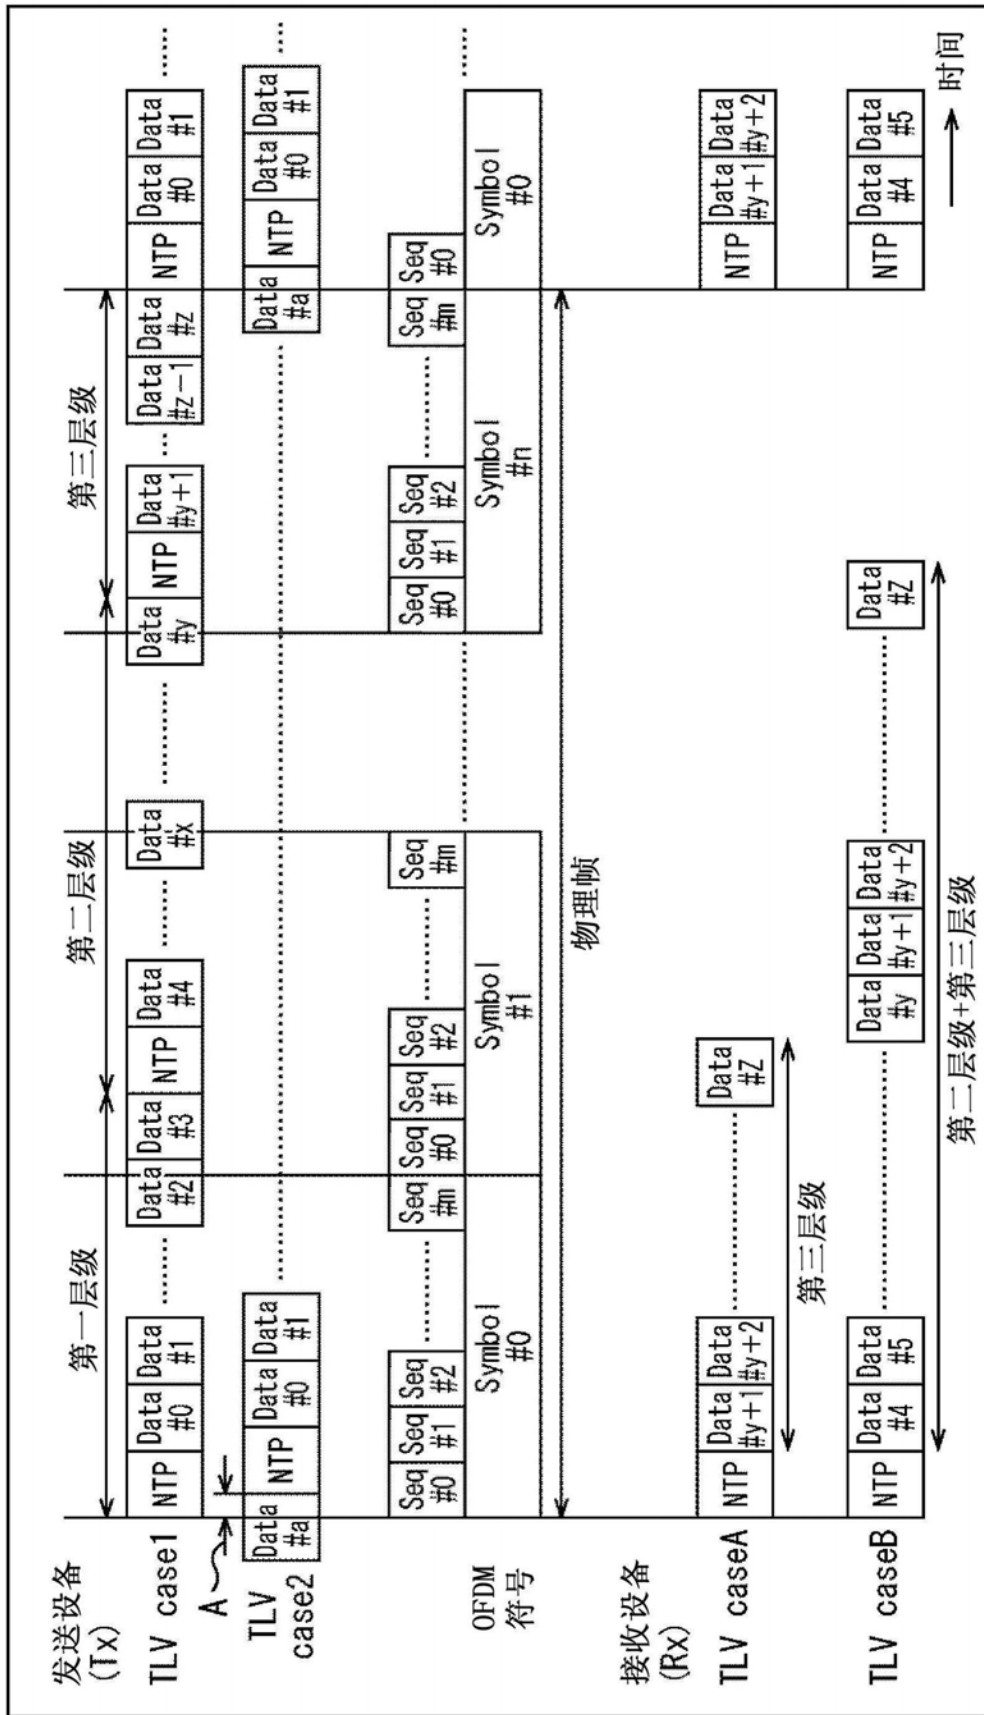 发送设备
(Tx)
第一层级
第二层级
第三层级
TLV case1
NTP
Data #0
Data #1
Data #2
Data #3
NTP
Data #4
Data #x
Data #y
NTP
Data #y+1
Data #z-1
Data #z
NTP
Data #0
Data #1
A
TLV
case2
Data #a
NTP
Data #0
Data #1
Data #a
NTP
Data #0
Data #1
OFDM
符号
Seq #0
Seq #1
Seq #2
Seq #m
Seq #0
Seq #1
Seq #2
Seq #m
Seq #0
Seq #1
Seq #2
Seq #m
Seq #0
Symbol #0
Symbol #1
Symbol #n
Symbol #0
物理帧
接收设备
(Rx)
TLV caseA
NTP
Data #y+1
Data #y+2
Data #Z
NTP
Data #y+1
Data #y+2
第三层级
TLV caseB
NTP
Data #4
Data #5
Data #y
Data #y+1
Data #y+2
Data #Z
NTP
Data #4
Data #5
第二层级+第三层级
时间